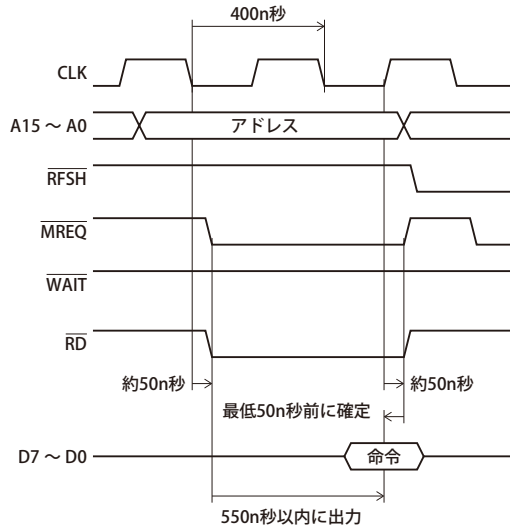 400n秒
CLK
A15 〜 A0
アドレス
RFSH
MREQ
WAIT
RD
約50n秒
約50n秒
最低50n秒前に確定
D7 〜 D0
命令
550n秒以内に出力